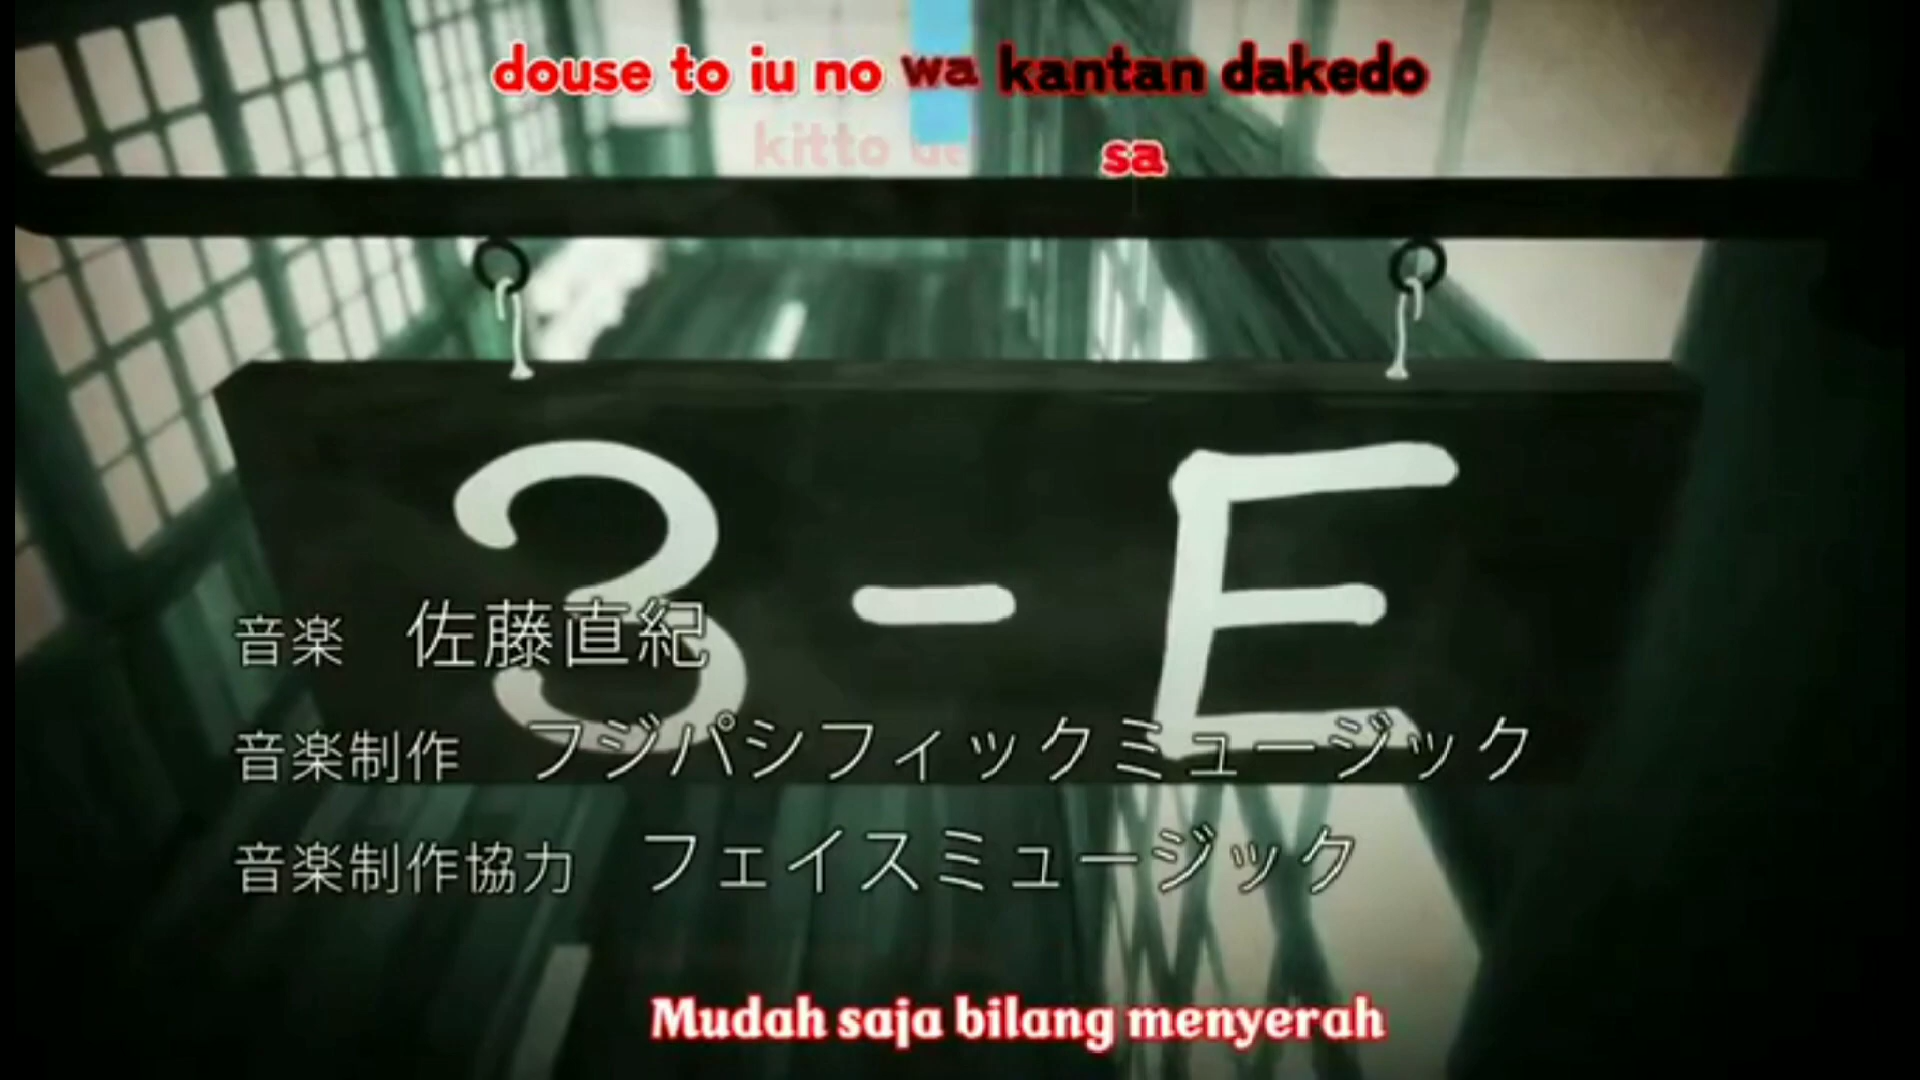 douse to iu no wa kantan dakedo
kitto
sa
3-E
音楽 佐藤直紀
音楽制作 フジパシフィックミュージック
音楽制作協力 フェイスミュージック
Mudah saja bilang menyerah